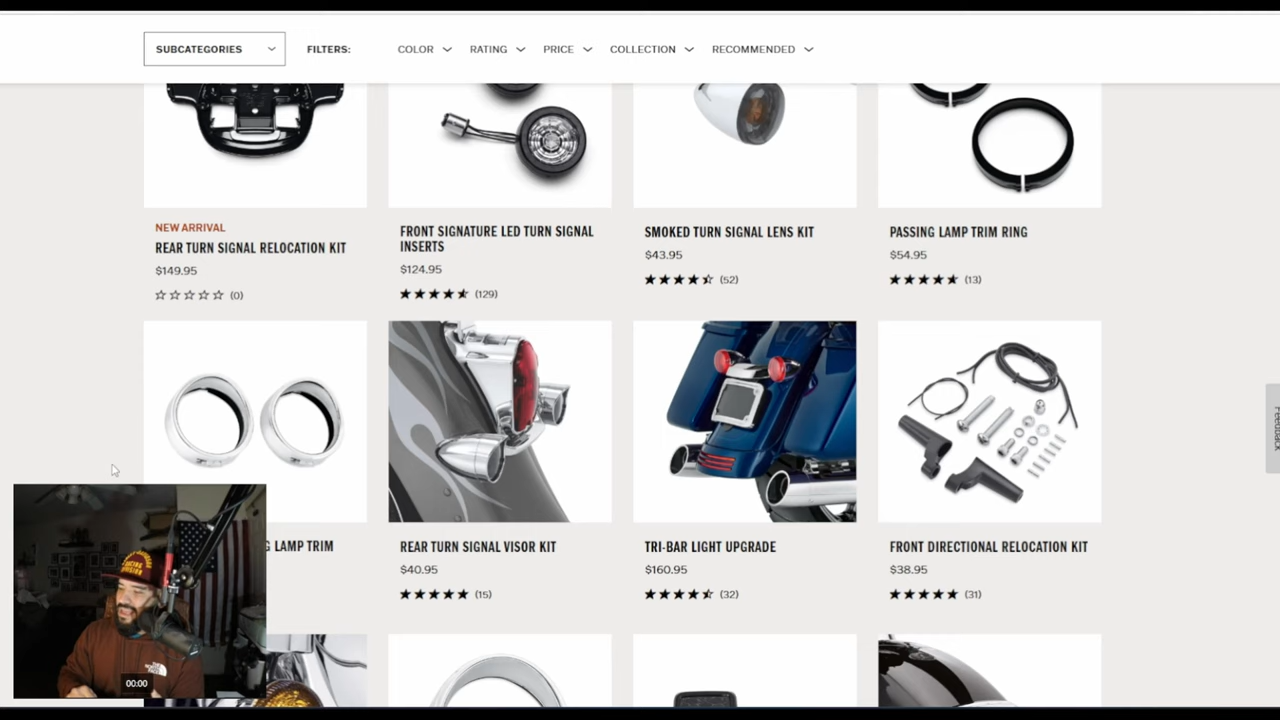 SUBCATEGORIES FILTERS: COLOR RATING PRICE COLLECTION RECOMMENDED
NEW ARRIVAL
REAR TURN SIGNAL RELOCATION KIT
$149.95
(0)
FRONT SIGNATURE LED TURN SIGNAL
INSERTS
$124.95
(129)
SMOKED TURN SIGNAL LENS KIT
$43.95
(52)
PASSING LAMP TRIM RING
$54.95
(13)
Feedback
LAMP TRIM
REAR TURN SIGNAL VISOR KIT
$40.95
(15)
TRI-BAR LIGHT UPGRADE
$160.95
(32)
FRONT DIRECTIONAL RELOCATION KIT
$38.95
(31)
00:00